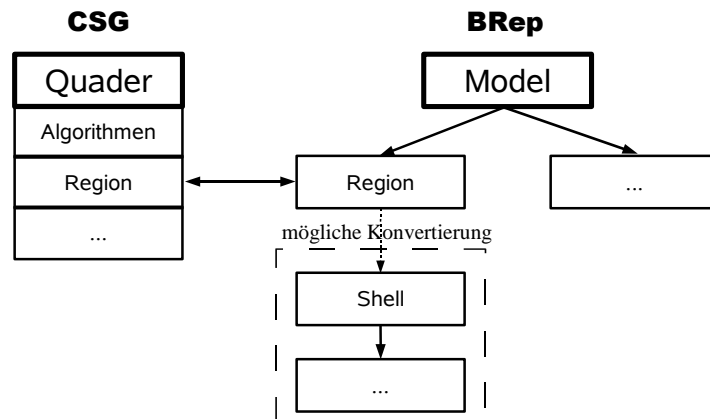 CSG
BRep
Quader
Model
Algorithmen
Region
Region
...
...
mögliche Konvertierung
Shell
...